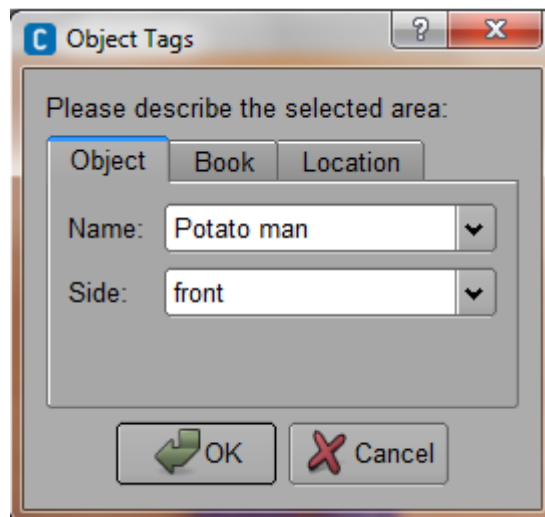 C Object Tags ? X
Please describe the selected area:
Object Book Location
Name: Potato man
Side: front
OK Cancel